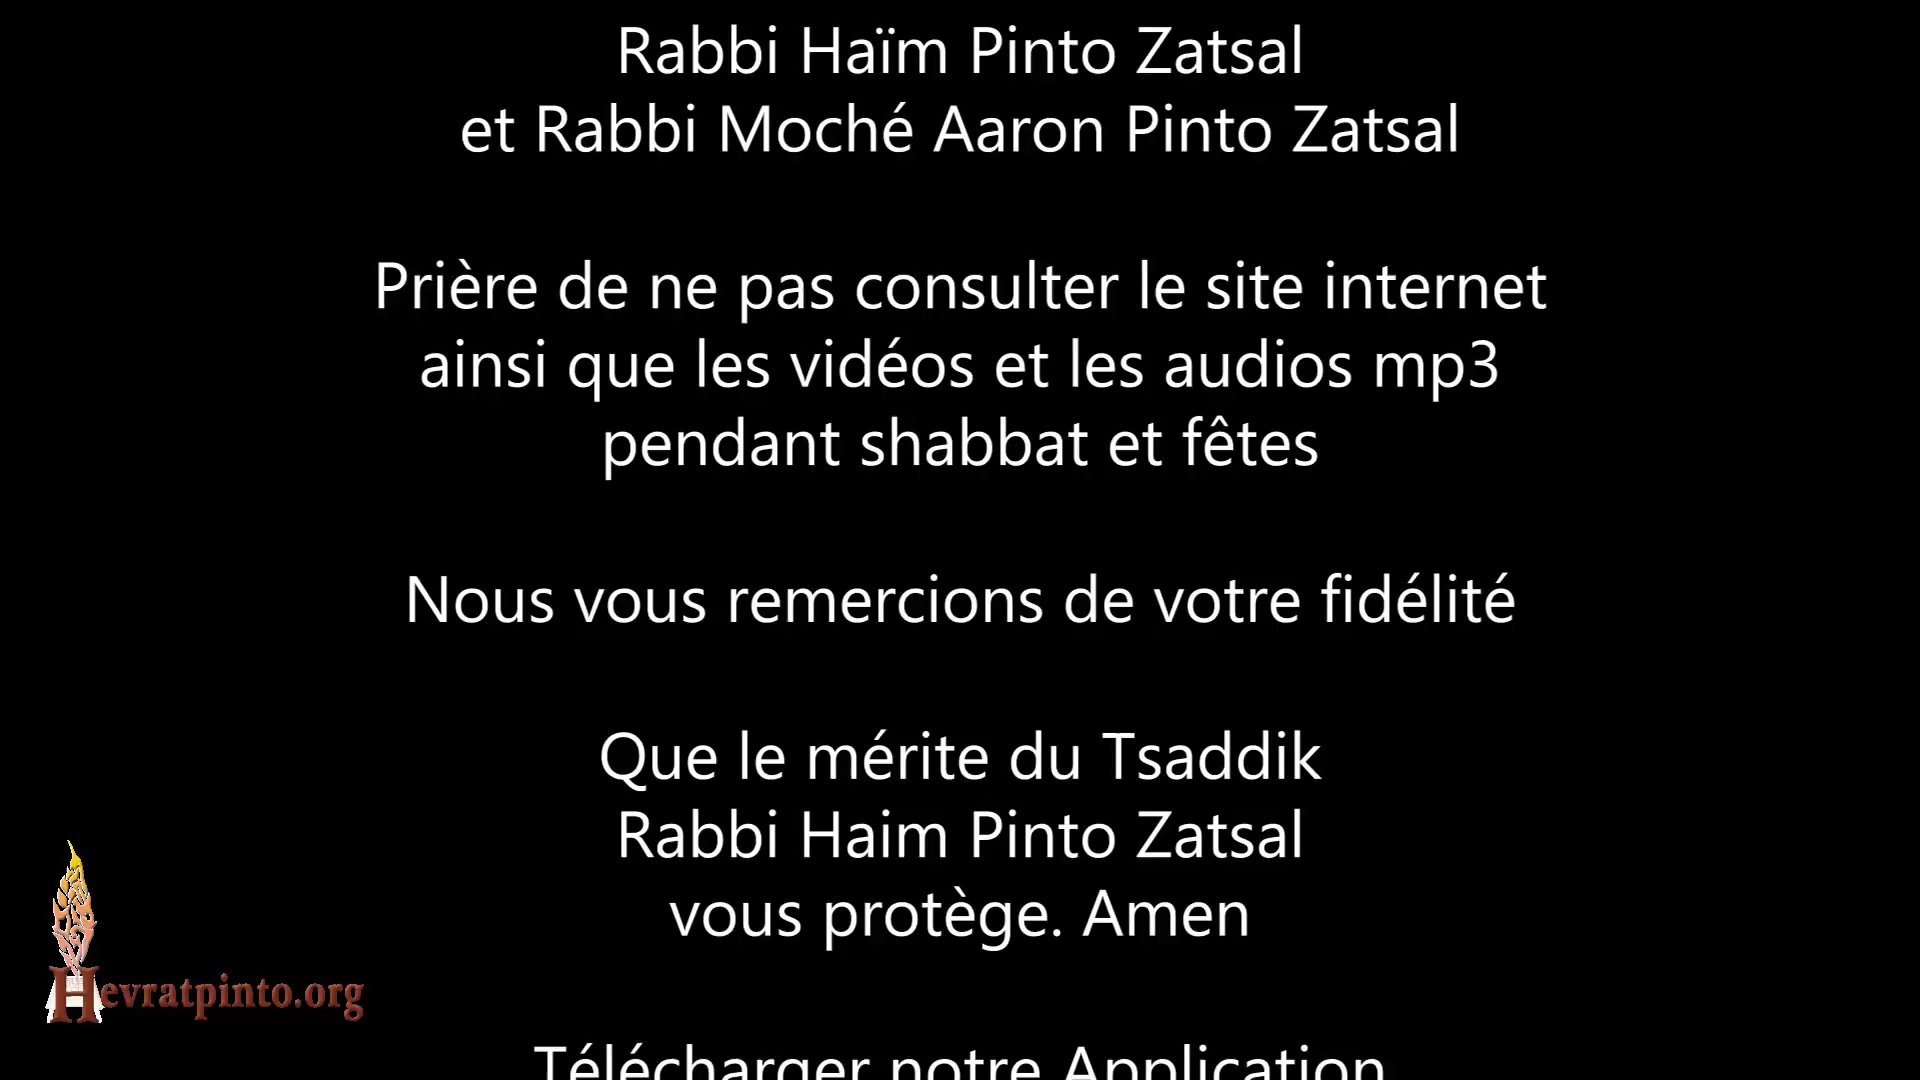 Rabbi Haïm Pinto Zatsal
et Rabbi Moché Aaron Pinto Zatsal
Prière de ne pas consulter le site internet
ainsi que les vidéos et les audios mp3
pendant shabbat et fêtes
Nous vous remercions de votre fidélité
Que le mérite du Tsaddik
Rabbi Haim Pinto Zatsal
vous protège. Amen
Hevratpinto.org
Télécharger notre Application